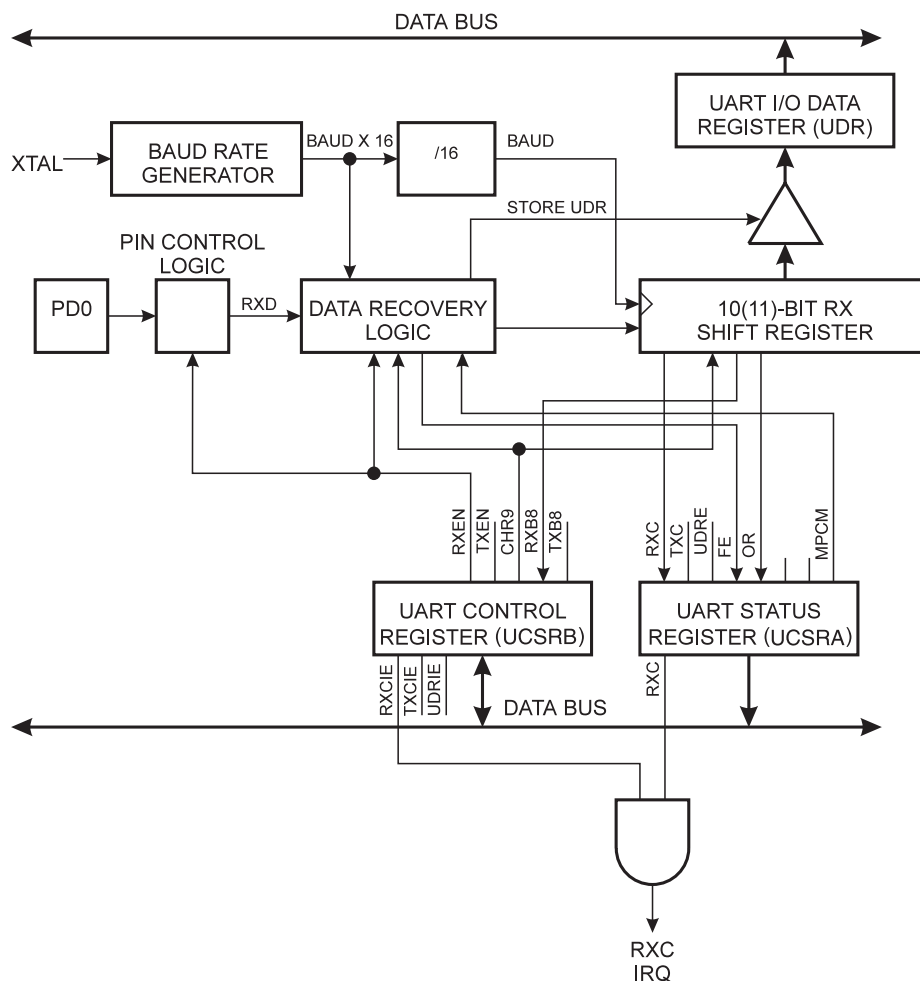 DATA BUS
UART I/O DATA
REGISTER (UDR)
XTAL
BAUD RATE
GENERATOR
BAUD X 16
/16
BAUD
STORE UDR
PIN CONTROL
LOGIC
PD0
RXD
DATA RECOVERY
LOGIC
10(11)-BIT RX
SHIFT REGISTER
RXEN
TXEN
CHR9
RXB8
TXB8
RXC
TXC
UDRE
FE
OR
MPCM
UART CONTROL
REGISTER (UCSRB)
UART STATUS
REGISTER (UCSRA)
RXCIE
TXCIE
UDRIE
RXC
DATA BUS
RXC
IRQ